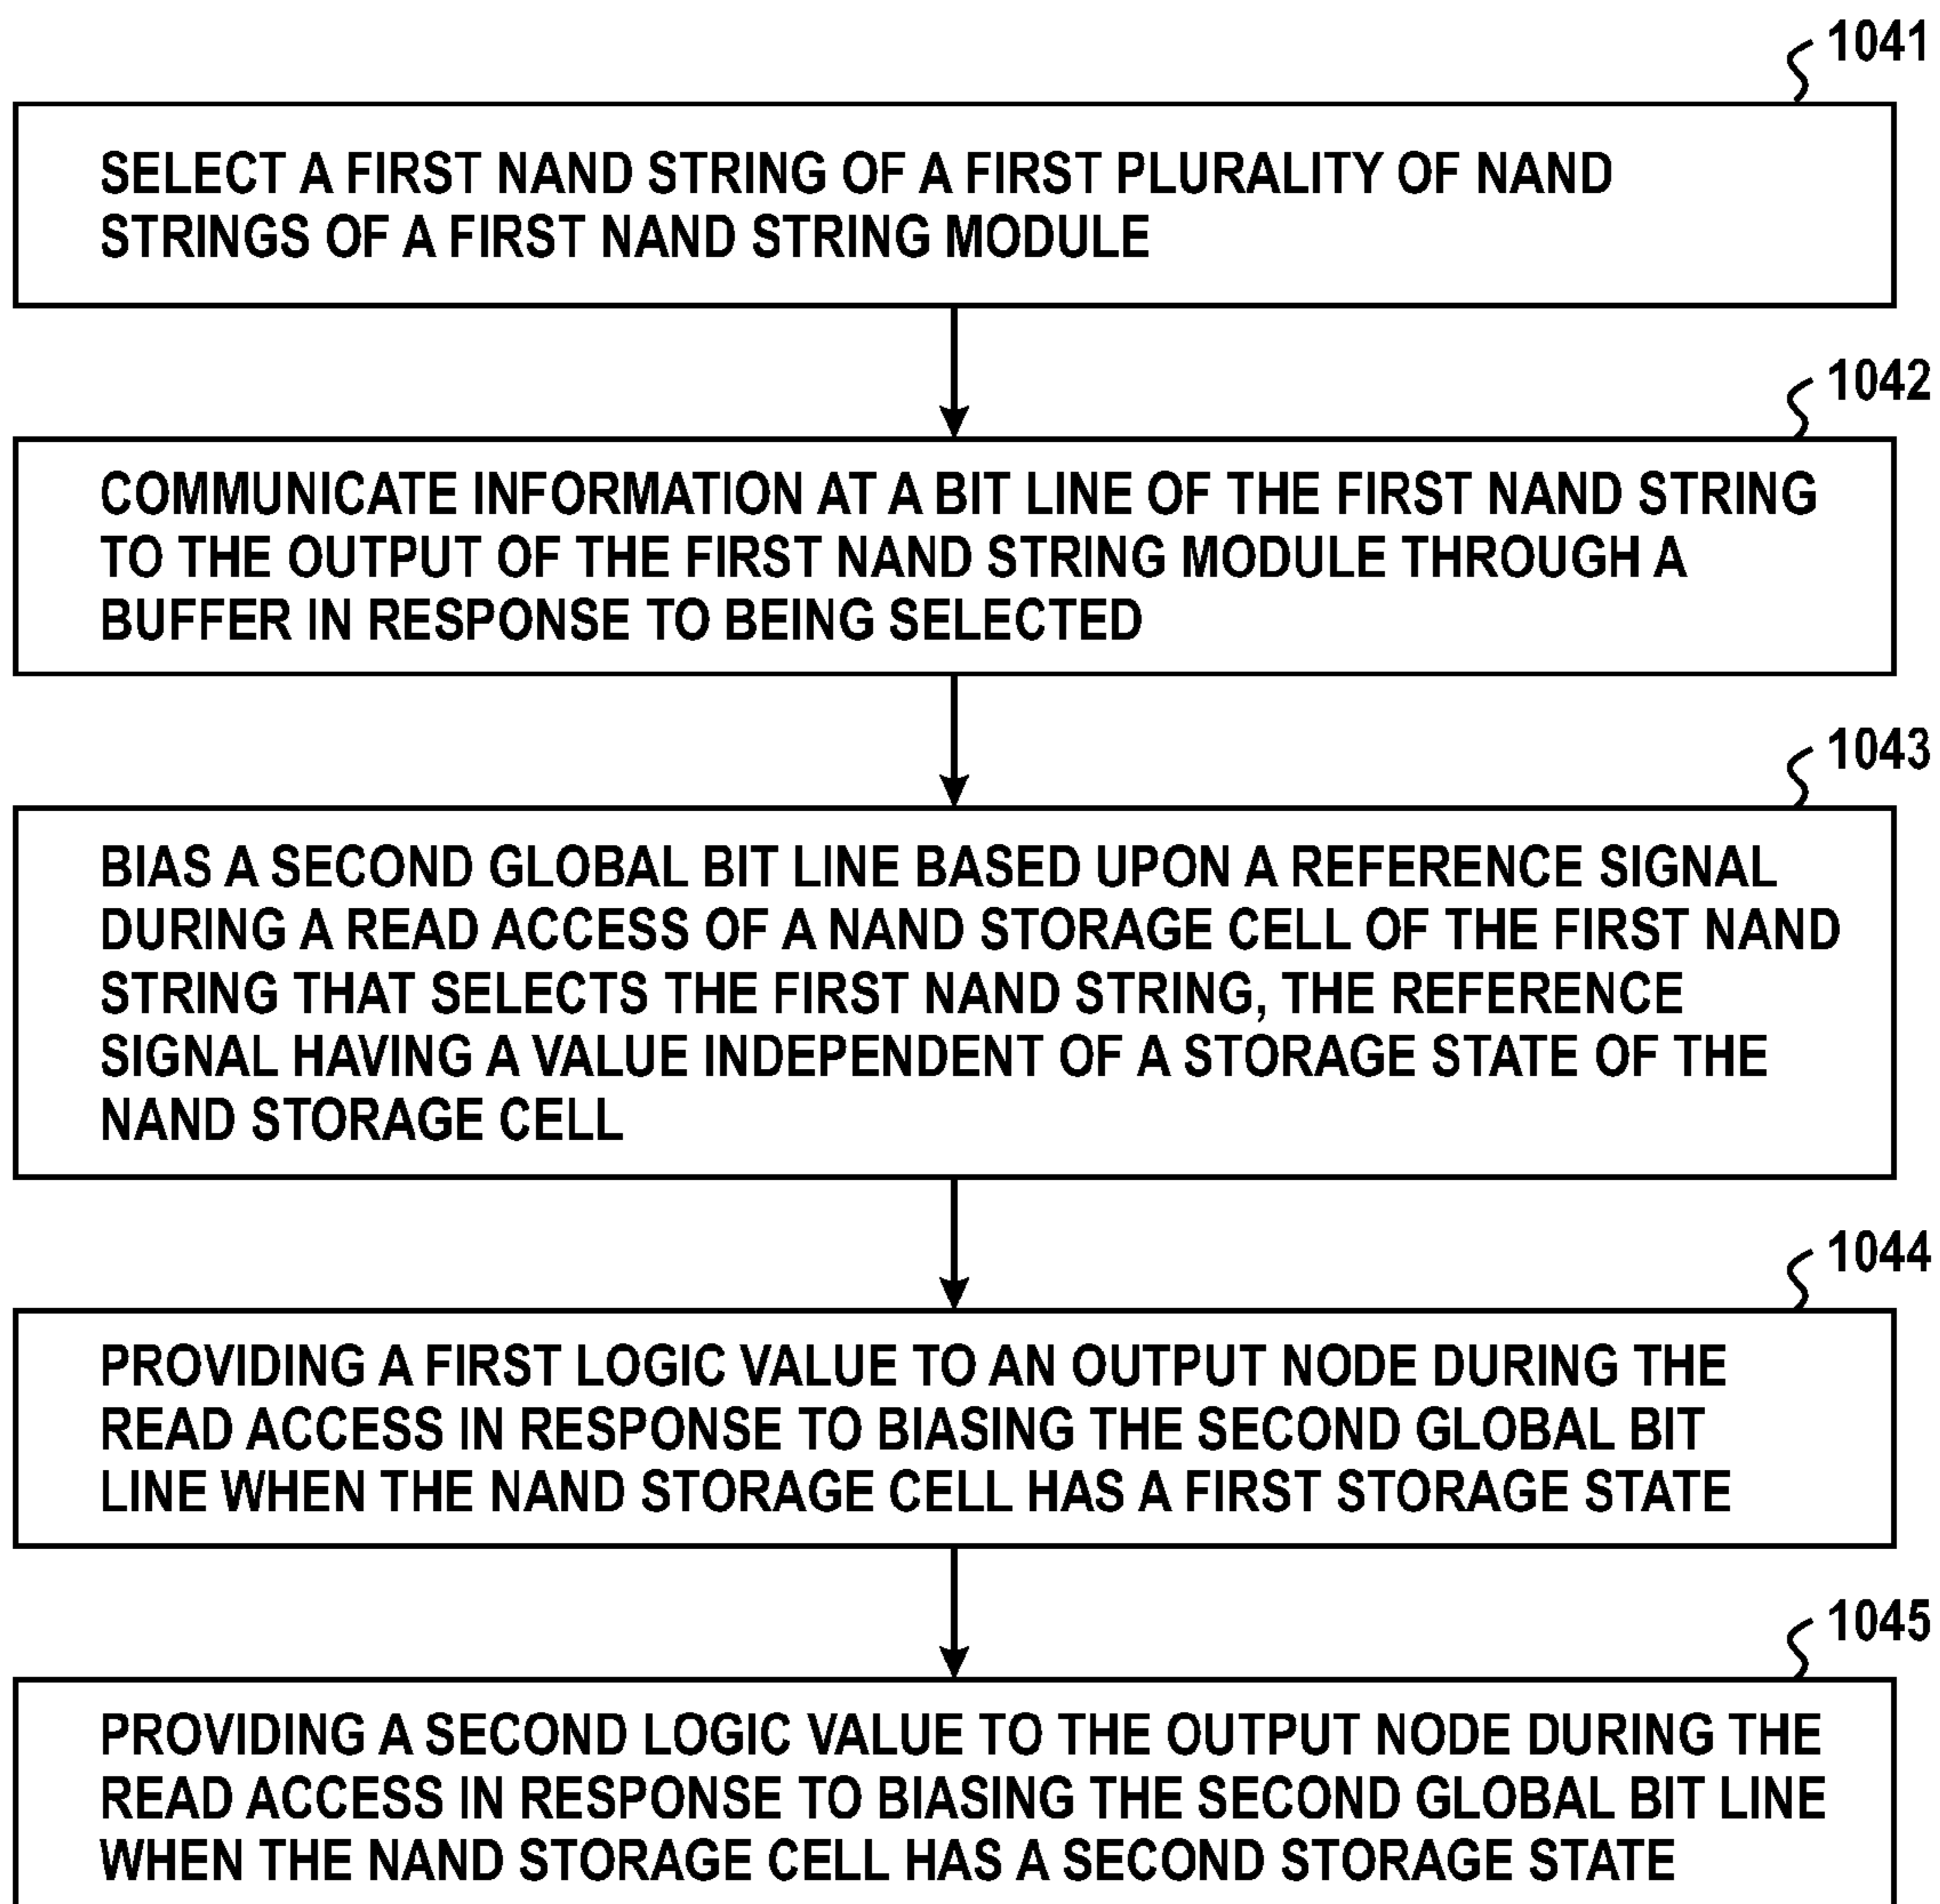 1041
SELECT A FIRST NAND STRING OF A FIRST PLURALITY OF NAND
STRINGS OF A FIRST NAND STRING MODULE
1042
COMMUNICATE INFORMATION AT A BIT LINE OF THE FIRST NAND STRING
TO THE OUTPUT OF THE FIRST NAND STRING MODULE THROUGH A
BUFFER IN RESPONSE TO BEING SELECTED
1043
BIAS A SECOND GLOBAL BIT LINE BASED UPON A REFERENCE SIGNAL
DURING A READ ACCESS OF A NAND STORAGE CELL OF THE FIRST NAND
STRING THAT SELECTS THE FIRST NAND STRING, THE REFERENCE
SIGNAL HAVING A VALUE INDEPENDENT OF A STORAGE STATE OF THE
NAND STORAGE CELL
1044
PROVIDING A FIRST LOGIC VALUE TO AN OUTPUT NODE DURING THE
READ ACCESS IN RESPONSE TO BIASING THE SECOND GLOBAL BIT
LINE WHEN THE NAND STORAGE CELL HAS A FIRST STORAGE STATE
1045
PROVIDING A SECOND LOGIC VALUE TO THE OUTPUT NODE DURING THE
READ ACCESS IN RESPONSE TO BIASING THE SECOND GLOBAL BIT LINE
WHEN THE NAND STORAGE CELL HAS A SECOND STORAGE STATE